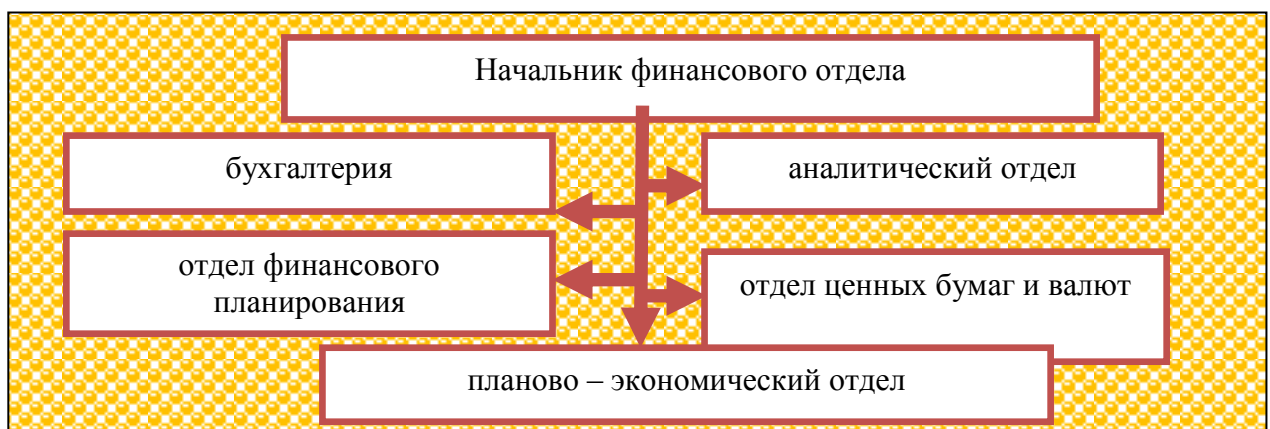 Начальник финансового отдела
бухгалтерия
аналитический отдел
отдел финансового
планирования
отдел ценных бумаг и валют
планово – экономический отдел